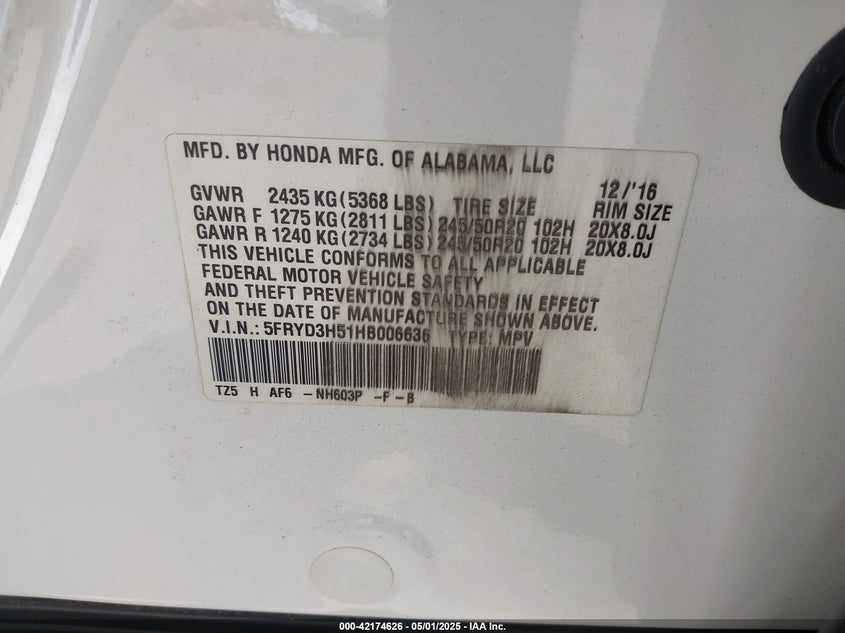 MFD. BY HONDA MFG. OF ALABAMA, LLC
12/'16
GVWR 2435 KG(5368 LBS) TIRE SIZE RIM SIZE
GAWR F 1275 KG(2811 LBS) 245/50R20 102H 20X8.0J
GAWR R 1240 KG(2734 LBS) 245/50R20 102H 20X8.0J
THIS VEHICLE CONFORMS TO ALL APPLICABLE
FEDERAL MOTOR VEHICLE SAFETY
AND THEFT PREVENTION STANDARDS IN EFFECT
ON THE DATE OF MANUFACTURE SHOWN ABOVE.
V.I.N.: 5FRYD3H51HB006636 TYPE: MPV
TZ5 H AF6 -NH603P -F -B
000-42174626 - 05/01/2025 - IAA Inc.